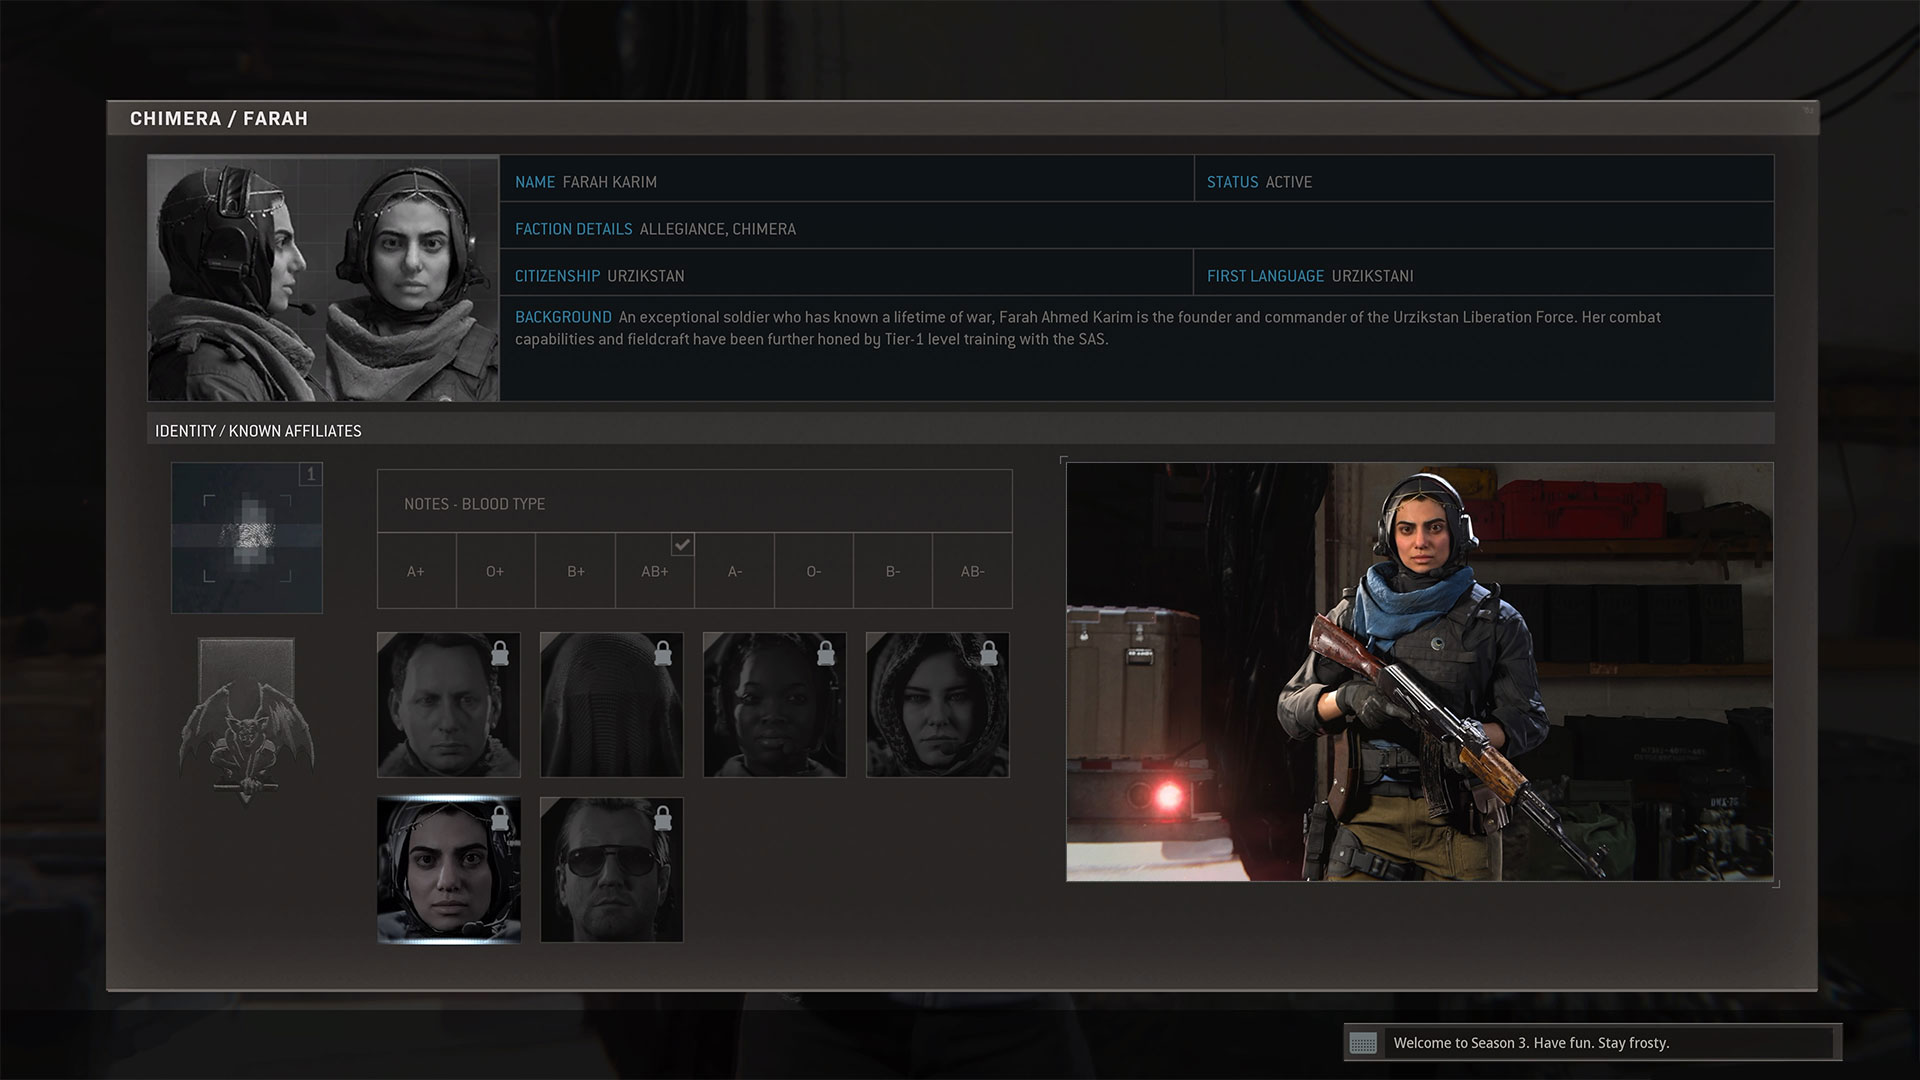 CHIMERA / FARAH
NAME FARAH KARIM
STATUS ACTIVE
FACTION DETAILS ALLEGIANCE, CHIMERA
CITIZENSHIP URZIKSTAN
FIRST LANGUAGE URZIKSTANI
BACKGROUND An exceptional soldier who has known a lifetime of war, Farah Ahmed Karim is the founder and commander of the Urzikstan Liberation Force. Her combat
capabilities and fieldcraft have been further honed by Tier-1 level training with the SAS.
IDENTITY / KNOWN AFFILIATES
1
NOTES - BLOOD TYPE
A+ O+ B+ AB+ A- O- B- AB-
Welcome to Season 3. Have fun. Stay frosty.